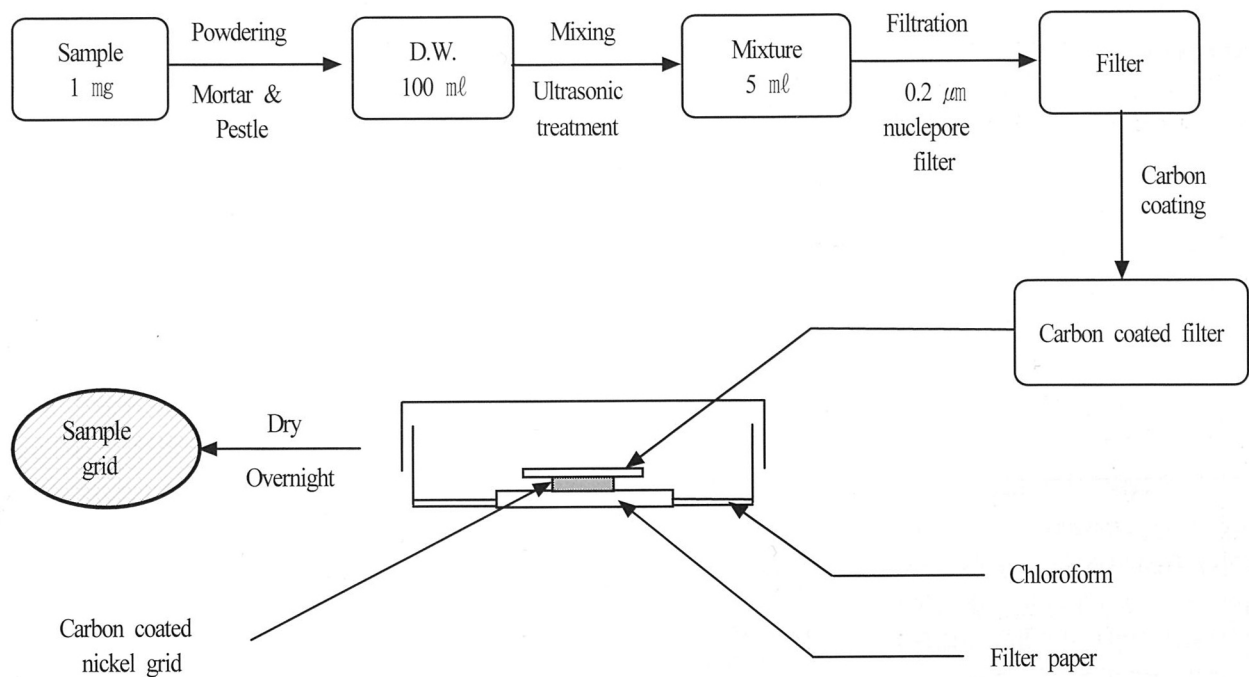 Sample
1 mg
Powdering
Mortar &
Pestle
D.W.
100 mℓ
Mixing
Ultrasonic
treatment
Mixture
5 mℓ
Filtration
0.2 μm
nuclepore
filter
Filter
Carbon
coating
Carbon coated filter
Sample
grid
Dry
Overnight
Chloroform
Carbon coated
nickel grid
Filter paper